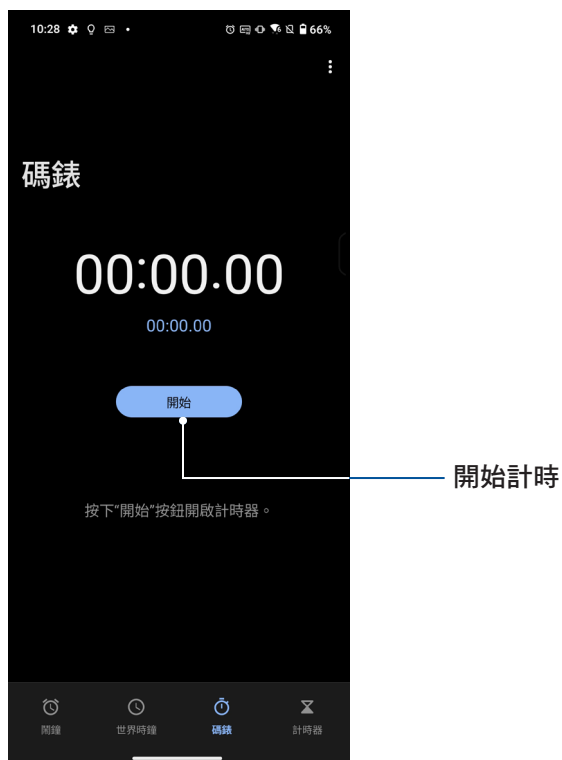 10:28
66%
碼錶
00:00.00
00:00.00
開始
開始計時
按下"開始"按鈕開啟計時器。
鬧鐘
世界時鐘
碼錶
計時器